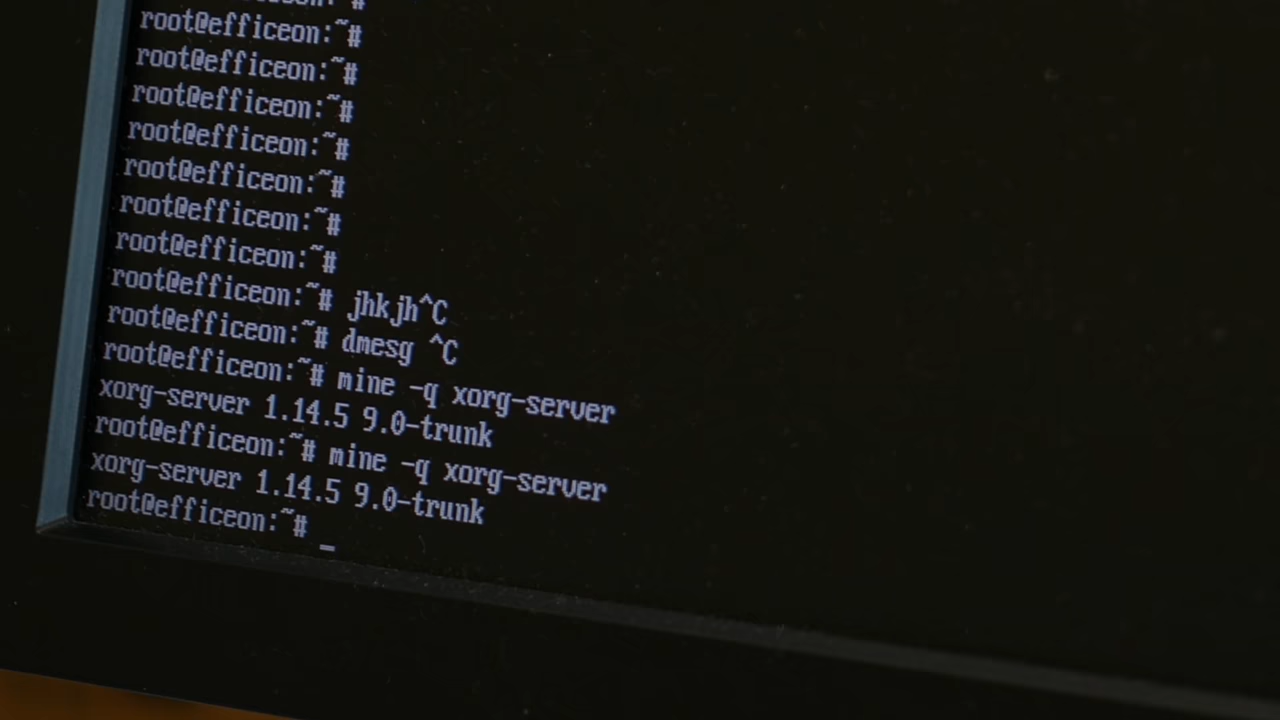 root@efficeon:~#
root@efficeon:~#
root@efficeon:~#
root@efficeon:~#
root@efficeon:~#
root@efficeon:~#
root@efficeon:~#
root@efficeon:~# jhkjh^C
root@efficeon:~# dmesg ^C
root@efficeon:~# mine -q xorg-server
xorg-server 1.14.5 9.0-trunk
root@efficeon:~# mine -q xorg-server
xorg-server 1.14.5 9.0-trunk
root@efficeon:~# _